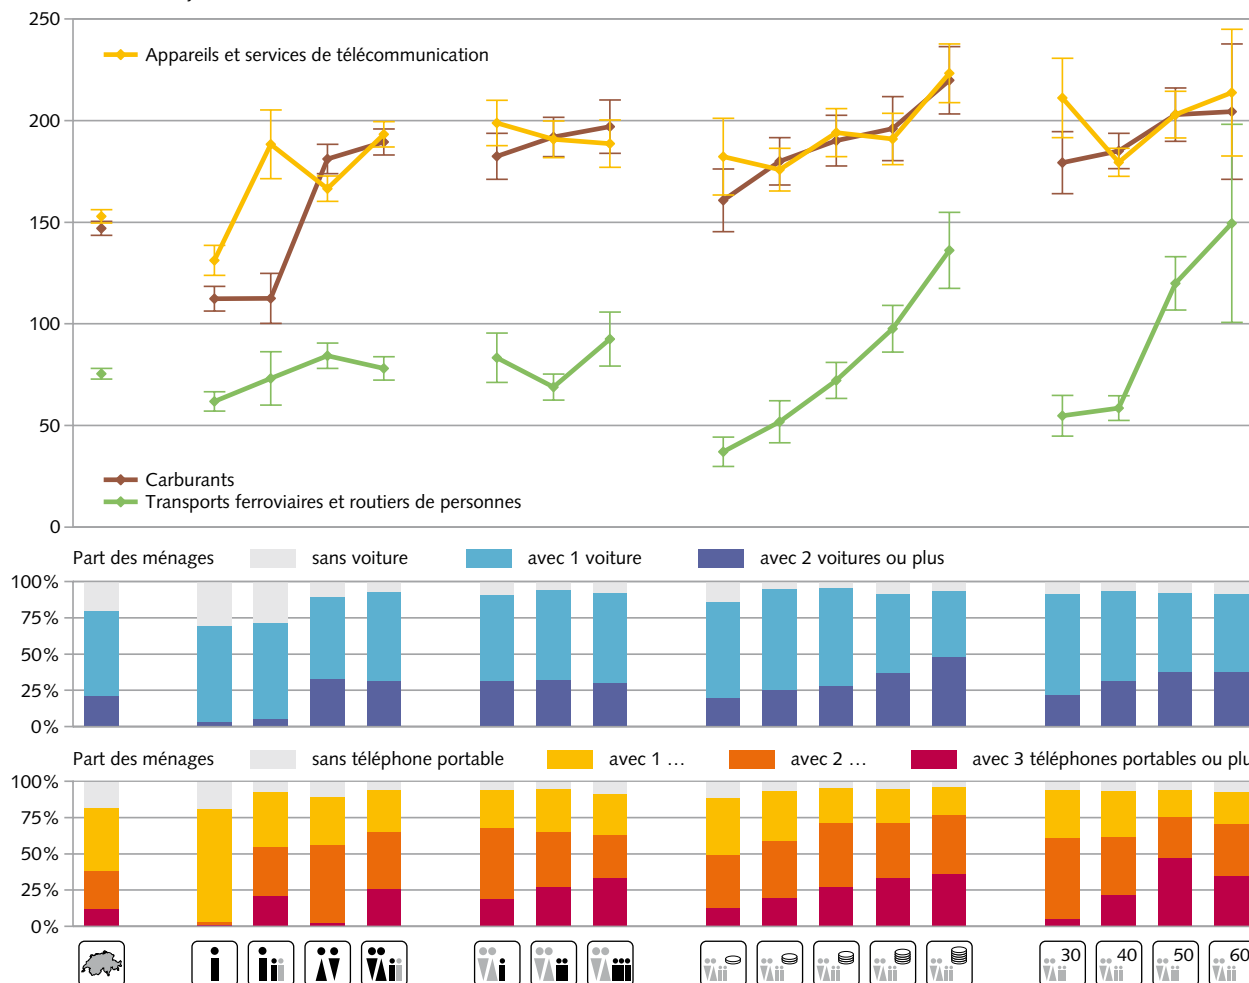 250
Appareils et services de télécommunication
200
150
100
50
Carburants
Transports ferroviaires et routiers de personnes
0
Part des ménages sans voiture avec 1 voiture avec 2 voitures ou plus
100%
75%
50%
25%
0%
Part des ménages sans téléphone portable avec 1 … avec 2 … avec 3 téléphones portables ou plu
100%
75%
50%
25%
0%
30 40 50 60